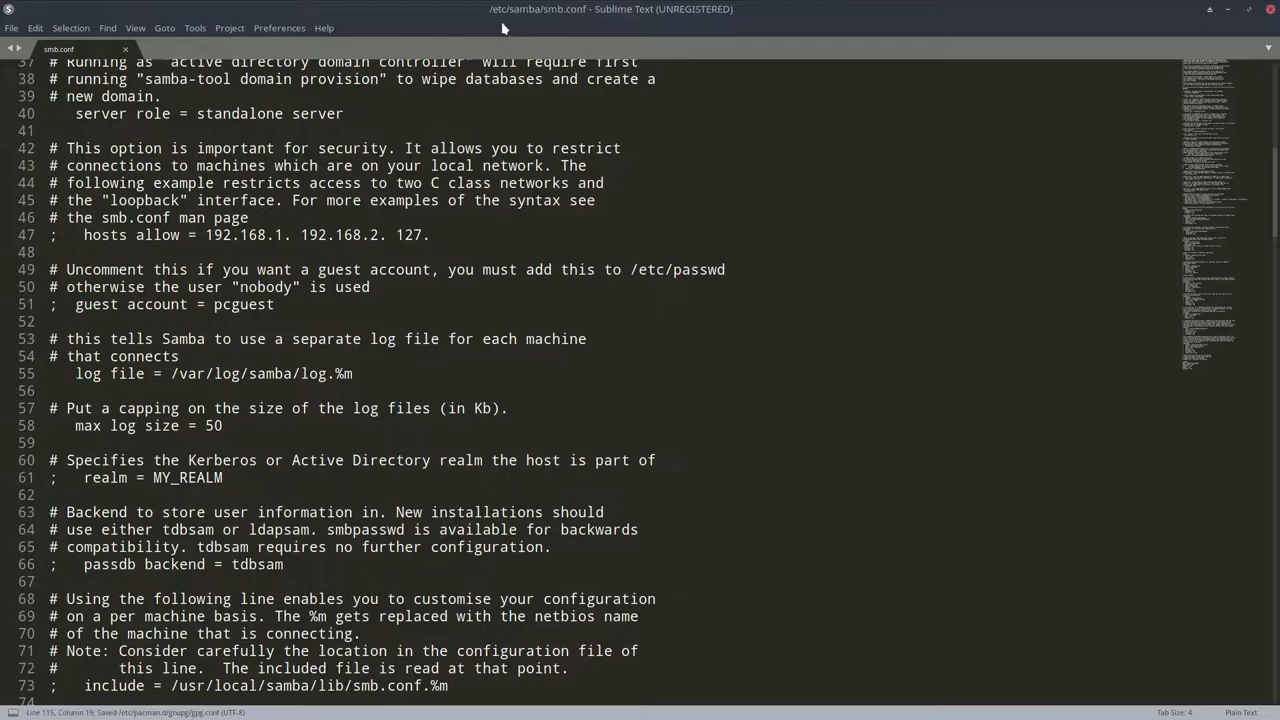 /etc/samba/smb.conf - Sublime Text (UNREGISTERED)
File Edit Selection Find View Goto Tools Project Preferences Help
smb.conf
37 # Running as "active directory domain controller" will require first
38 # running "samba-tool domain provision" to wipe databases and create a
39 # new domain.
40 server role = standalone server
41
42 # This option is important for security. It allows you to restrict
43 # connections to machines which are on your local network. The
44 # following example restricts access to two C class networks and
45 # the "loopback" interface. For more examples of the syntax see
46 # the smb.conf man page
47 ; hosts allow = 192.168.1. 192.168.2. 127.
48
49 # Uncomment this if you want a guest account, you must add this to /etc/passwd
50 # otherwise the user "nobody" is used
51 ; guest account = pcguest
52
53 # this tells Samba to use a separate log file for each machine
54 # that connects
55 log file = /var/log/samba/log.%m
56
57 # Put a capping on the size of the log files (in Kb).
58 max log size = 50
59
60 # Specifies the Kerberos or Active Directory realm the host is part of
61 ; realm = MY_REALM
62
63 # Backend to store user information in. New installations should
64 # use either tdbsam or ldapsam. smbpasswd is available for backwards
65 # compatibility. tdbsam requires no further configuration.
66 ; passdb backend = tdbsam
67
68 # Using the following line enables you to customise your configuration
69 # on a per machine basis. The %m gets replaced with the netbios name
70 # of the machine that is connecting.
71 # Note: Consider carefully the location in the configuration file of
72 # this line. The included file is read at that point.
73 ; include = /usr/local/samba/lib/smb.conf.%m
74
Line 115, Column 19; Saved /etc/pacman.d/gnupg/gpg.conf (UTF-8)
Tab Size: 4
Plain Text